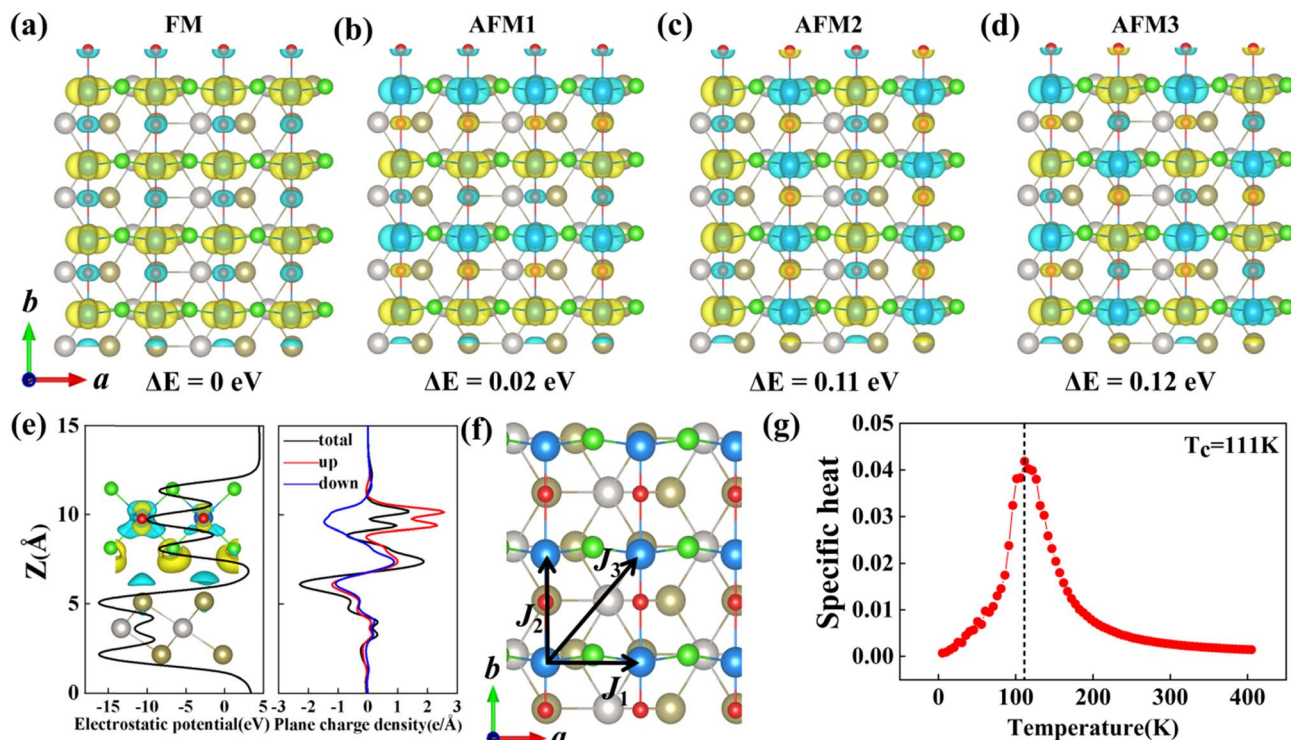 (a) FM
(b) AFM1
(c) AFM2
(d) AFM3
b
a
ΔE = 0 eV
ΔE = 0.02 eV
ΔE = 0.11 eV
ΔE = 0.12 eV
(e)
15
10
5
0
Z(Å)
-15 -10 -5 0 5
Electrostatic potential(eV)
total
up
down
-3 -2 -1 0 1 2 3
Plane charge density(e/Å)
(f)
J3
J2
J1
b
a
(g)
Tc=111K
0.05
0.04
0.03
0.02
0.01
0.00
Specific heat
0 100 200 300 400
Temperature(K)